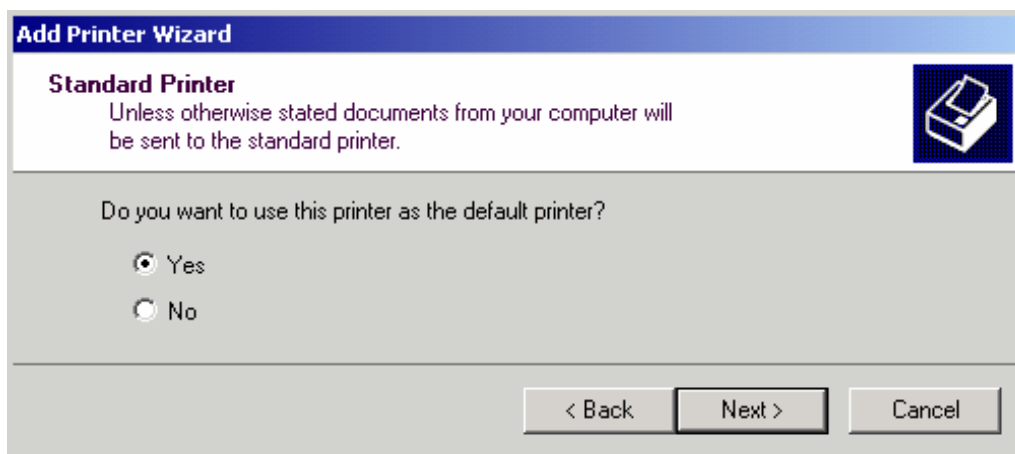 Add Printer Wizard
Standard Printer
Unless otherwise stated documents from your computer will
be sent to the standard printer.
Do you want to use this printer as the default printer?
Yes
No
< Back Next > Cancel